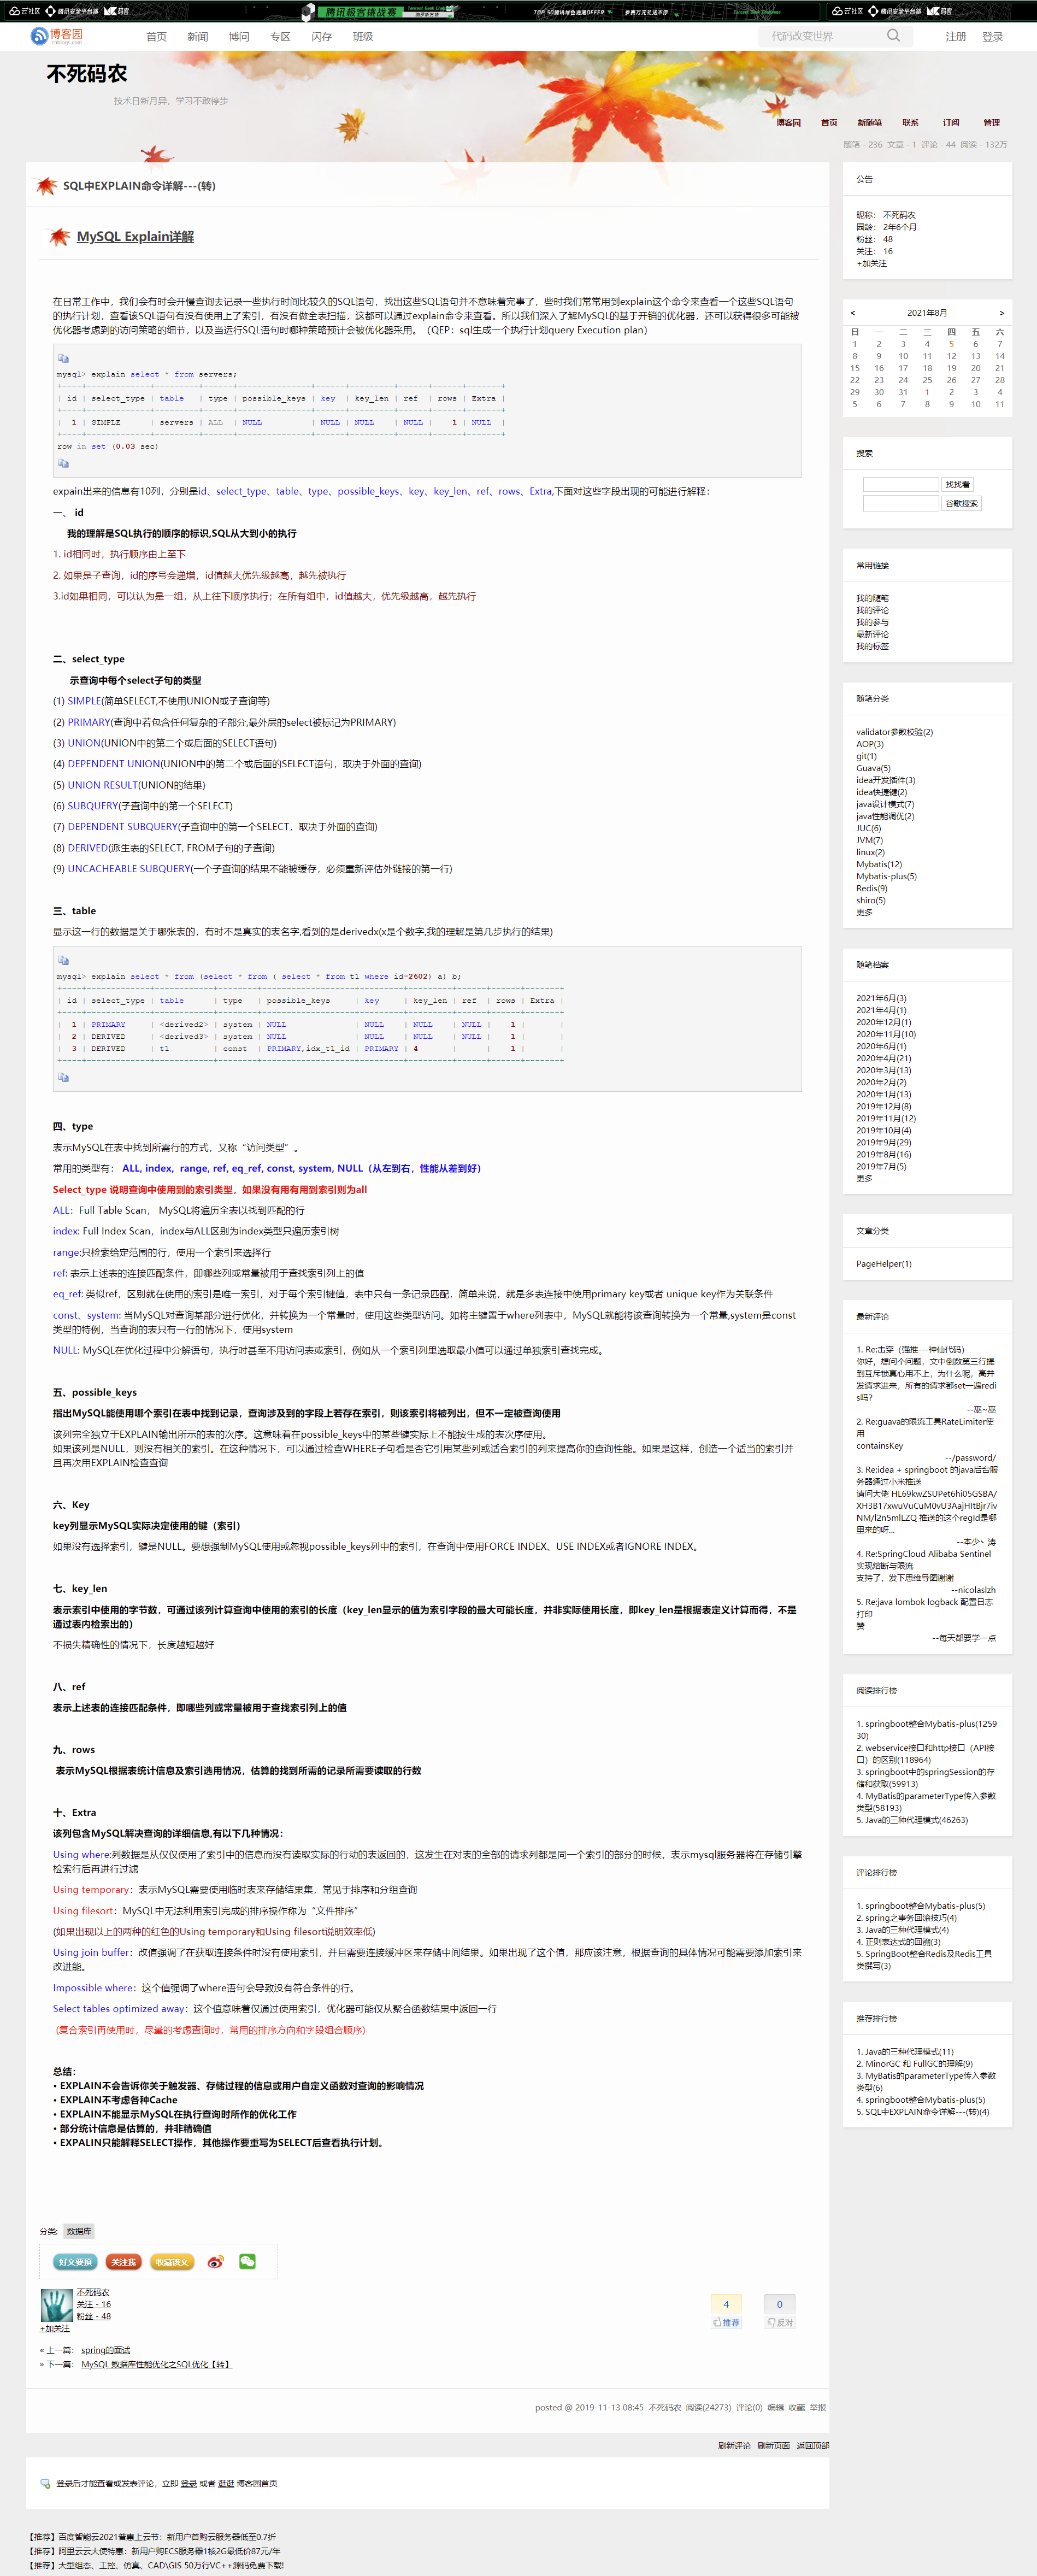 云社区 腾讯安全平台部 码客
腾讯极客挑战赛
TOP 50腾讯绿色通道OFFER
参赛万元礼送不停
云社区 腾讯安全平台部 码客
博客园
cnblogs.com
首页 新闻 博问 专区 闪存 班级
代码改变世界
注册 登录
不死码农
技术日新月异，学习不敢停步
博客园 首页 新随笔 联系 订阅 管理
随笔 - 236 文章 - 1 评论 - 44 阅读 - 132万
SQL中EXPLAIN命令详解---(转)
MySQL Explain详解
在日常工作中，我们会有时会开慢查询去记录一些执行时间比较久的SQL语句，找出这些SQL语句并不意味着完事了，些时我们常常用到explain这个命令来查看一个这些SQL语句
的执行计划，查看该SQL语句有没有使用上了索引，有没有做全表扫描，这都可以通过explain命令来查看。所以我们深入了解MySQL的基于开销的优化器，还可以获得很多可能被
优化器考虑到的访问策略的细节，以及当运行SQL语句时哪种策略预计会被优化器采用。（QEP：sql生成一个执行计划query Execution plan）
mysql> explain select * from servers;
+----+-------------+---------+------+---------------+------+---------+------+------+-------+
| id | select_type | table   | type | possible_keys | key  | key_len | ref  | rows | Extra |
+----+-------------+---------+------+---------------+------+---------+------+------+-------+
|  1 | SIMPLE      | servers | ALL  | NULL          | NULL | NULL    | NULL |    1 | NULL  |
+----+-------------+---------+------+---------------+------+---------+------+------+-------+
row in set (0.03 sec)
expain出来的信息有10列，分别是id、select_type、table、type、possible_keys、key、key_len、ref、rows、Extra,下面对这些字段出现的可能进行解释：
一、 id
我的理解是SQL执行的顺序的标识,SQL从大到小的执行
1. id相同时，执行顺序由上至下
2. 如果是子查询，id的序号会递增，id值越大优先级越高，越先被执行
3.id如果相同，可以认为是一组，从上往下顺序执行；在所有组中，id值越大，优先级越高，越先执行
二、select_type
示查询中每个select子句的类型
(1) SIMPLE(简单SELECT,不使用UNION或子查询等)
(2) PRIMARY(查询中若包含任何复杂的子部分,最外层的select被标记为PRIMARY)
(3) UNION(UNION中的第二个或后面的SELECT语句)
(4) DEPENDENT UNION(UNION中的第二个或后面的SELECT语句，取决于外面的查询)
(5) UNION RESULT(UNION的结果)
(6) SUBQUERY(子查询中的第一个SELECT)
(7) DEPENDENT SUBQUERY(子查询中的第一个SELECT，取决于外面的查询)
(8) DERIVED(派生表的SELECT, FROM子句的子查询)
(9) UNCACHEABLE SUBQUERY(一个子查询的结果不能被缓存，必须重新评估外链接的第一行)
三、table
显示这一行的数据是关于哪张表的，有时不是真实的表名字,看到的是derivedx(x是个数字,我的理解是第几步执行的结果)
mysql> explain select * from (select * from ( select * from t1 where id=2602) a) b;
+----+-------------+------------+--------+-------------------+---------+---------+------+------+-------+
| id | select_type | table      | type   | possible_keys     | key     | key_len | ref  | rows | Extra |
+----+-------------+------------+--------+-------------------+---------+---------+------+------+-------+
|  1 | PRIMARY     | <derived2> | system | NULL              | NULL    | NULL    | NULL |    1 |       |
|  2 | DERIVED     | <derived3> | system | NULL              | NULL    | NULL    | NULL |    1 |       |
|  3 | DERIVED     | t1         | const  | PRIMARY,idx_t1_id | PRIMARY | 4       |      |    1 |       |
+----+-------------+------------+--------+-------------------+---------+---------+------+------+-------+
四、type
表示MySQL在表中找到所需行的方式，又称“访问类型”。
常用的类型有： ALL, index,  range, ref, eq_ref, const, system, NULL（从左到右，性能从差到好）
Select_type 说明查询中使用到的索引类型，如果没有用有用到索引则为all
ALL：Full Table Scan， MySQL将遍历全表以找到匹配的行
index: Full Index Scan，index与ALL区别为index类型只遍历索引树
range:只检索给定范围的行，使用一个索引来选择行
ref: 表示上述表的连接匹配条件，即哪些列或常量被用于查找索引列上的值
eq_ref: 类似ref，区别就在使用的索引是唯一索引，对于每个索引键值，表中只有一条记录匹配，简单来说，就是多表连接中使用primary key或者 unique key作为关联条件
const、system: 当MySQL对查询某部分进行优化，并转换为一个常量时，使用这些类型访问。如将主键置于where列表中，MySQL就能将该查询转换为一个常量,system是const
类型的特例，当查询的表只有一行的情况下，使用system
NULL: MySQL在优化过程中分解语句，执行时甚至不用访问表或索引，例如从一个索引列里选取最小值可以通过单独索引查找完成。
五、possible_keys
指出MySQL能使用哪个索引在表中找到记录，查询涉及到的字段上若存在索引，则该索引将被列出，但不一定被查询使用
该列完全独立于EXPLAIN输出所示的表的次序。这意味着在possible_keys中的某些键实际上不能按生成的表次序使用。
如果该列是NULL，则没有相关的索引。在这种情况下，可以通过检查WHERE子句看是否它引用某些列或适合索引的列来提高你的查询性能。如果是这样，创造一个适当的索引并
且再次用EXPLAIN检查查询
六、Key
key列显示MySQL实际决定使用的键（索引）
如果没有选择索引，键是NULL。要想强制MySQL使用或忽视possible_keys列中的索引，在查询中使用FORCE INDEX、USE INDEX或者IGNORE INDEX。
七、key_len
表示索引中使用的字节数，可通过该列计算查询中使用的索引的长度（key_len显示的值为索引字段的最大可能长度，并非实际使用长度，即key_len是根据表定义计算而得，不是
通过表内检索出的）
不损失精确性的情况下，长度越短越好
八、ref
表示上述表的连接匹配条件，即哪些列或常量被用于查找索引列上的值
九、rows
表示MySQL根据表统计信息及索引选用情况，估算的找到所需的记录所需要读取的行数
十、Extra
该列包含MySQL解决查询的详细信息,有以下几种情况：
Using where:列数据是从仅仅使用了索引中的信息而没有读取实际的行动的表返回的，这发生在对表的全部的请求列都是同一个索引的部分的时候，表示mysql服务器将在存储引擎
检索行后再进行过滤
Using temporary：表示MySQL需要使用临时表来存储结果集，常见于排序和分组查询
Using filesort：MySQL中无法利用索引完成的排序操作称为“文件排序”
(如果出现以上的两种的红色的Using temporary和Using filesort说明效率低)
Using join buffer：改值强调了在获取连接条件时没有使用索引，并且需要连接缓冲区来存储中间结果。如果出现了这个值，那应该注意，根据查询的具体情况可能需要添加索引来
改进能。
Impossible where：这个值强调了where语句会导致没有符合条件的行。
Select tables optimized away：这个值意味着仅通过使用索引，优化器可能仅从聚合函数结果中返回一行
(复合索引再使用时，尽量的考虑查询时，常用的排序方向和字段组合顺序)
总结：
• EXPLAIN不会告诉你关于触发器、存储过程的信息或用户自定义函数对查询的影响情况
• EXPLAIN不考虑各种Cache
• EXPLAIN不能显示MySQL在执行查询时所作的优化工作
• 部分统计信息是估算的，并非精确值
• EXPALIN只能解释SELECT操作，其他操作要重写为SELECT后查看执行计划。
分类: 数据库
好文要顶 关注我 收藏该文
不死码农
关注 - 16
粉丝 - 48
+加关注
4 推荐
0 反对
« 上一篇： spring的面试
» 下一篇： MySQL 数据库性能优化之SQL优化【转】
posted @ 2019-11-13 08:45 不死码农 阅读(24273) 评论(0) 编辑 收藏 举报
刷新评论 刷新页面 返回顶部
登录后才能查看或发表评论，立即 登录 或者 逛逛 博客园首页
【推荐】百度智能云2021普惠上云节：新用户首购云服务器低至0.7折
【推荐】阿里云云大使特惠：新用户购ECS服务器1核2G最低价87元/年
【推荐】大型组态、工控、仿真、CAD\GIS 50万行VC++源码免费下载!
公告
昵称： 不死码农
园龄： 2年6个月
粉丝： 48
关注： 16
+加关注
< 2021年8月 >
日 一 二 三 四 五 六
1 2 3 4 5 6 7
8 9 10 11 12 13 14
15 16 17 18 19 20 21
22 23 24 25 26 27 28
29 30 31 1 2 3 4
5 6 7 8 9 10 11
搜索
找找看
谷歌搜索
常用链接
我的随笔
我的评论
我的参与
最新评论
我的标签
随笔分类
validator参数校验(2)
AOP(3)
git(1)
Guava(5)
idea开发插件(3)
idea快捷键(2)
java设计模式(7)
java性能调优(2)
JUC(6)
JVM(7)
linux(2)
Mybatis(12)
Mybatis-plus(5)
Redis(9)
shiro(5)
更多
随笔档案
2021年6月(3)
2021年4月(1)
2020年12月(1)
2020年11月(10)
2020年6月(1)
2020年4月(21)
2020年3月(13)
2020年2月(2)
2020年1月(13)
2019年12月(8)
2019年11月(12)
2019年10月(4)
2019年9月(29)
2019年8月(16)
2019年7月(5)
更多
文章分类
PageHelper(1)
最新评论
1. Re:击穿（强推---神仙代码）
你好，想问个问题，文中倒数第三行提
到互斥锁真心用不上，为什么呢，高并
发请求进来，所有的请求都set一遍redi
s吗?
--巫~巫
2. Re:guava的限流工具RateLimiter使
用
containsKey
--/password/
3. Re:idea + springboot 的java后台服
务器通过小米推送
请问大佬 HL69kwZSUPet6hi05GSBA/
XH3B17xwuVuCuM0vU3AajHItBjr7iv
NM/l2n5mlLZQ 推送的这个regId是哪
里来的呀...
--本少丶涛
4. Re:SpringCloud Alibaba Sentinel
实现熔断与限流
支持了，发下思维导图谢谢
--nicolaslzh
5. Re:java lombok logback 配置日志
打印
赞
--每天都要学一点
阅读排行榜
1. springboot整合Mybatis-plus(1259
30)
2. webservice接口和http接口（API接
口）的区别(118964)
3. springboot中的springSession的存
储和获取(59913)
4. MyBatis的parameterType传入参数
类型(58193)
5. Java的三种代理模式(46263)
评论排行榜
1. springboot整合Mybatis-plus(5)
2. spring之事务回滚技巧(4)
3. Java的三种代理模式(4)
4. 正则表达式的回溯(3)
5. SpringBoot整合Redis及Redis工具
类撰写(3)
推荐排行榜
1. Java的三种代理模式(11)
2. MinorGC 和 FullGC的理解(9)
3. MyBatis的parameterType传入参数
类型(6)
4. springboot整合Mybatis-plus(5)
5. SQL中EXPLAIN命令详解---(转)(4)